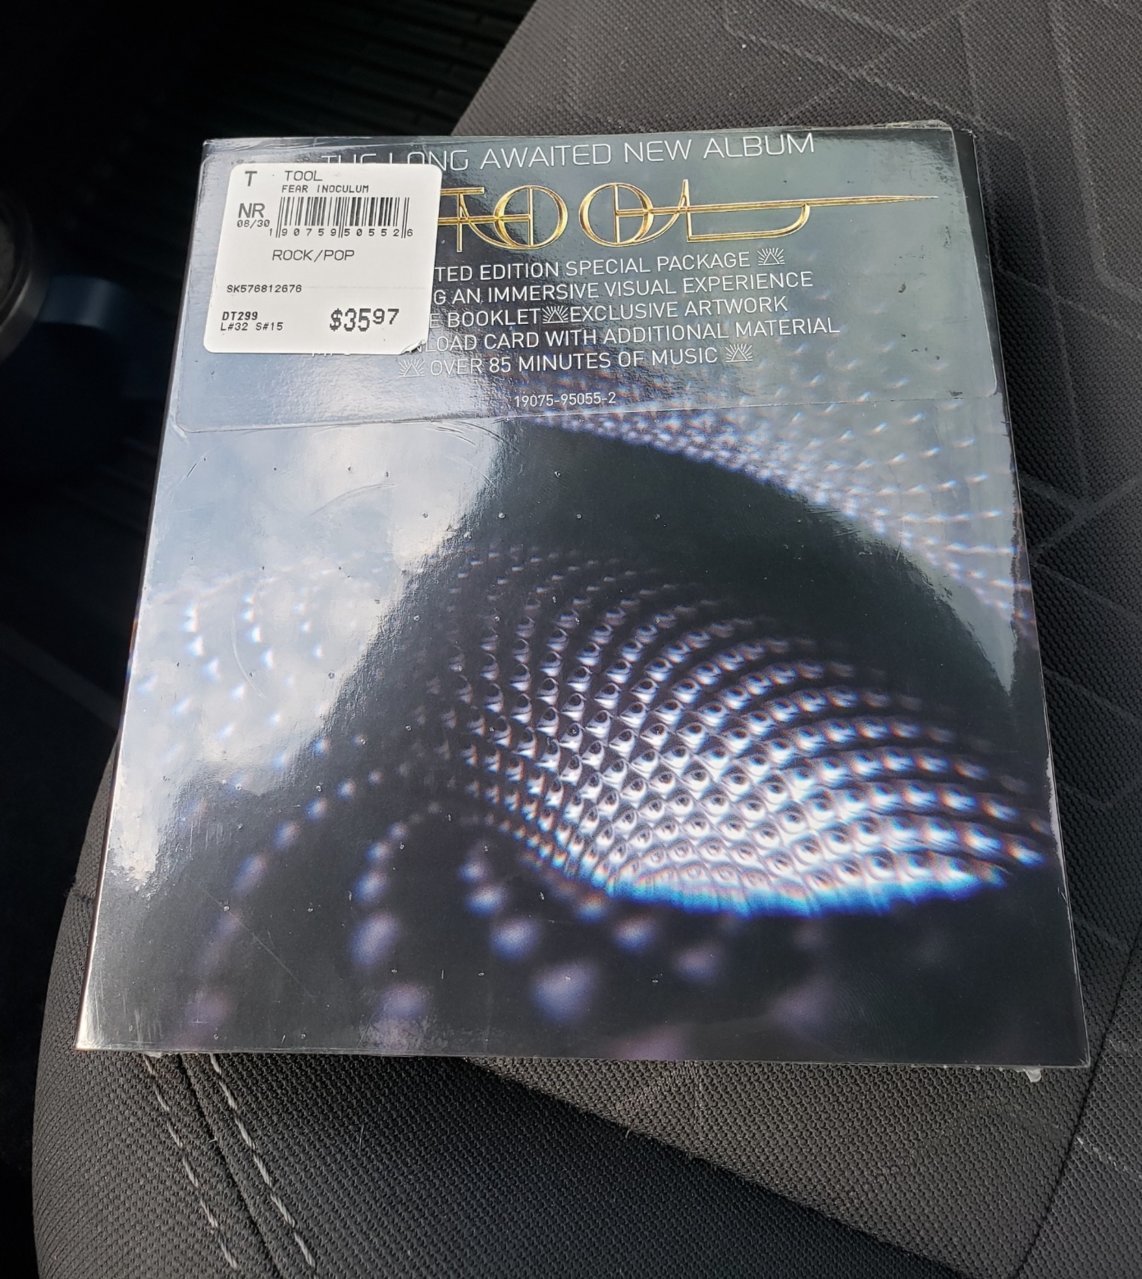 THE LONG AWAITED NEW ALBUM
T TOOL
FEAR INOCULUM
NR
08/30
1 90759 50552 6
ROCK/POP
SK576812676
DT299
L#32 S#15
$35.97
TOOL
TED EDITION SPECIAL PACKAGE
G AN IMMERSIVE VISUAL EXPERIENCE
E BOOKLET EXCLUSIVE ARTWORK
LOAD CARD WITH ADDITIONAL MATERIAL
OVER 85 MINUTES OF MUSIC
19075-95055-2